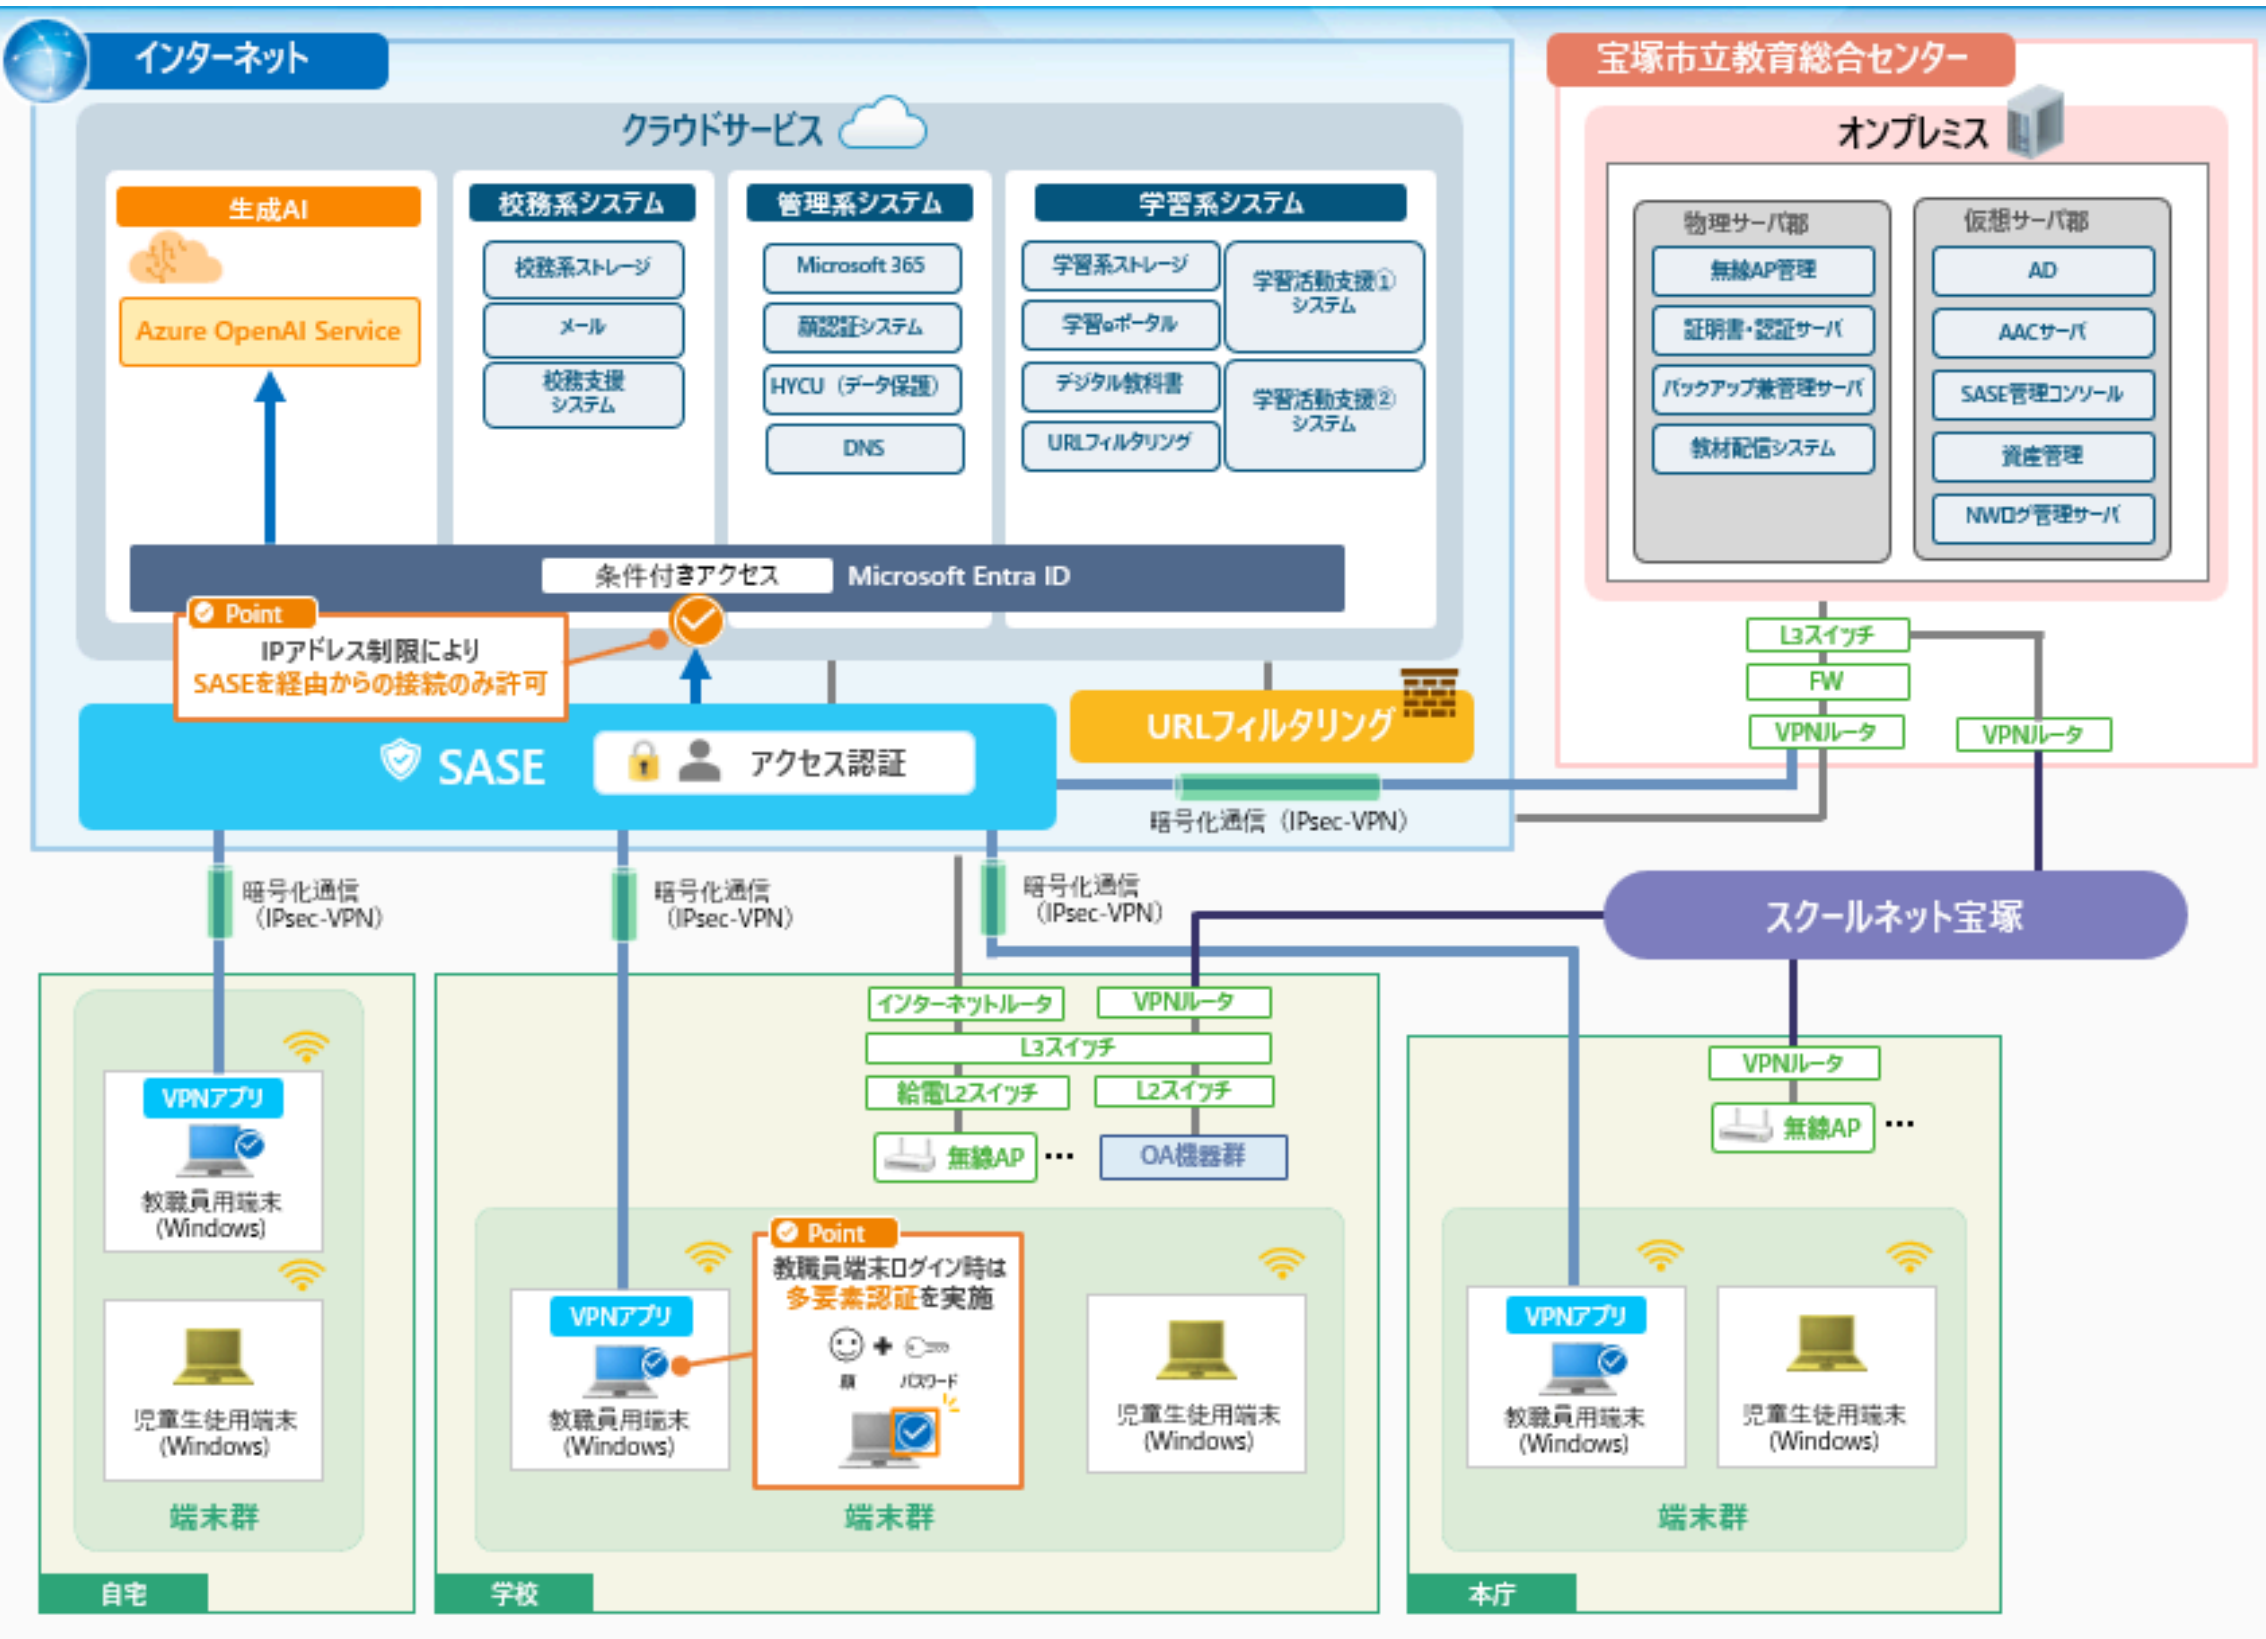 インターネット
クラウドサービス
生成AI
Azure OpenAI Service
校務系システム
校務系ストレージ
メール
校務支援
システム
管理系システム
Microsoft 365
顔認証システム
HYCU（データ保護）
DNS
学習系システム
学習系ストレージ
学習eポータル
デジタル教科書
URLフィルタリング
学習活動支援①
システム
学習活動支援②
システム
条件付きアクセス
Microsoft Entra ID
Point
IPアドレス制限により
SASEを経由からの接続のみ許可
SASE
アクセス認証
URLフィルタリング
暗号化通信（IPsec-VPN）
宝塚市立教育総合センター
オンプレミス
物理サーバ郡
無線AP管理
証明書・認証サーバ
バックアップ兼管理サーバ
教材配信システム
仮想サーバ郡
AD
AACサーバ
SASE管理コンソール
資産管理
NWログ管理サーバ
L3スイッチ
FW
VPNルータ
VPNルータ
スクールネット宝塚
暗号化通信
（IPsec-VPN）
暗号化通信
（IPsec-VPN）
暗号化通信
（IPsec-VPN）
VPNアプリ
教職員用端末
(Windows)
児童生徒用端末
(Windows)
端末群
自宅
インターネットルータ
VPNルータ
L3スイッチ
給電L2スイッチ
L2スイッチ
無線AP
…
OA機器群
VPNアプリ
教職員用端末
(Windows)
Point
教職員端末ログイン時は
多要素認証を実施
顔
パスワード
児童生徒用端末
(Windows)
端末群
学校
VPNルータ
無線AP
…
VPNアプリ
教職員用端末
(Windows)
児童生徒用端末
(Windows)
端末群
本庁